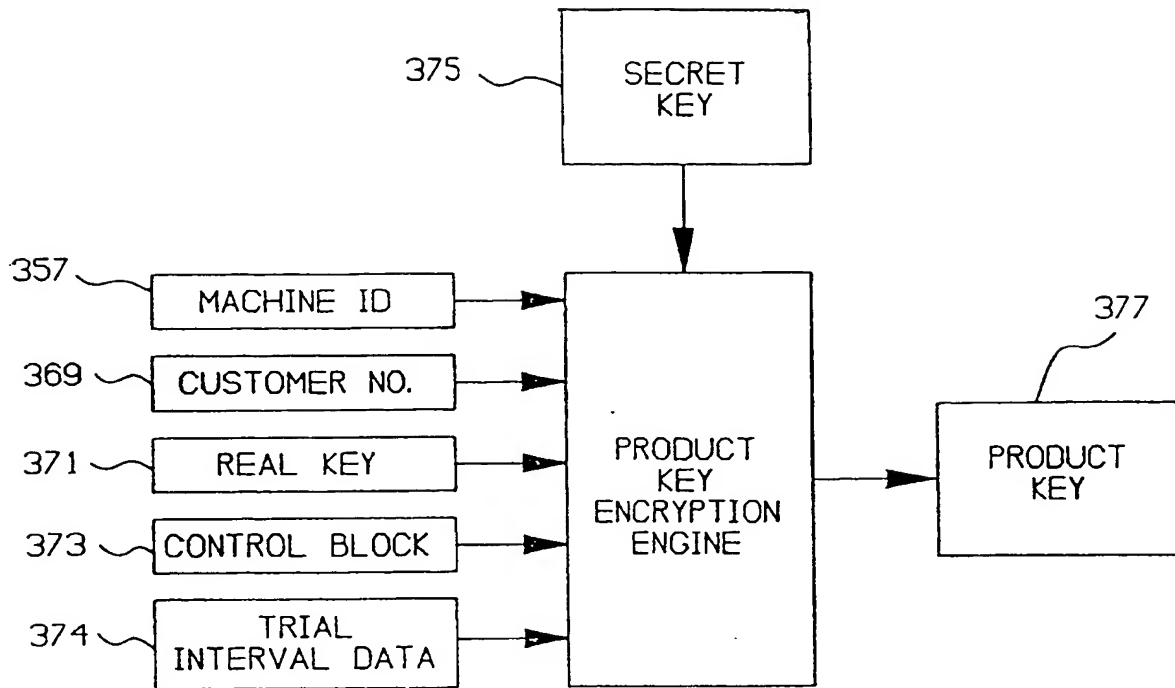 375
SECRET
KEY
357
MACHINE ID
369
CUSTOMER NO.
371
REAL KEY
373
CONTROL BLOCK
374
TRIAL
INTERVAL DATA
PRODUCT
KEY
ENCRYPTION
ENGINE
377
PRODUCT
KEY